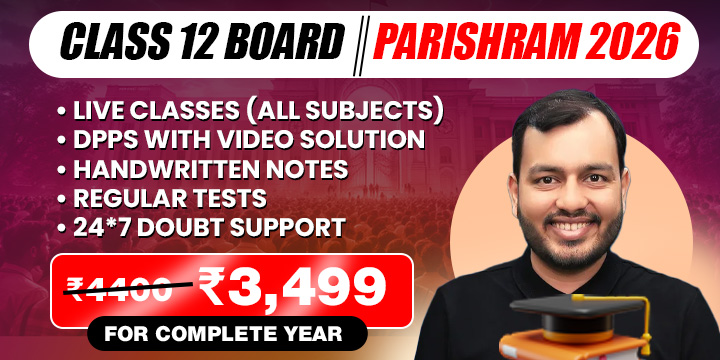 CLASS 12 BOARD || PARISHRAM 2026
• LIVE CLASSES (ALL SUBJECTS)
• DPPS WITH VIDEO SOLUTION
• HANDWRITTEN NOTES
• REGULAR TESTS
• 24*7 DOUBT SUPPORT
₹4400 ₹3,499
FOR COMPLETE YEAR